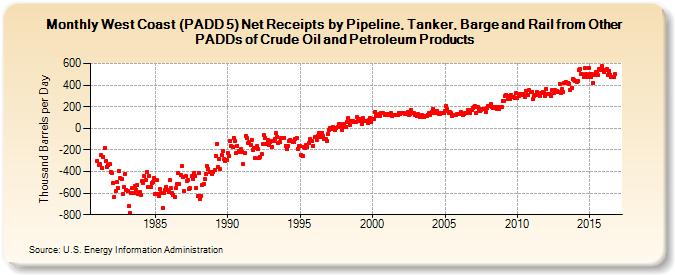 Monthly West Coast (PADD 5) Net Receipts by Pipeline, Tanker, Barge and Rail from Other
PADDs of Crude Oil and Petroleum Products
Thousand Barrels per Day
600
400
200
0
-200
-400
-600
-800
1985 1990 1995 2000 2005 2010 2015
Source: U.S. Energy Information Administration